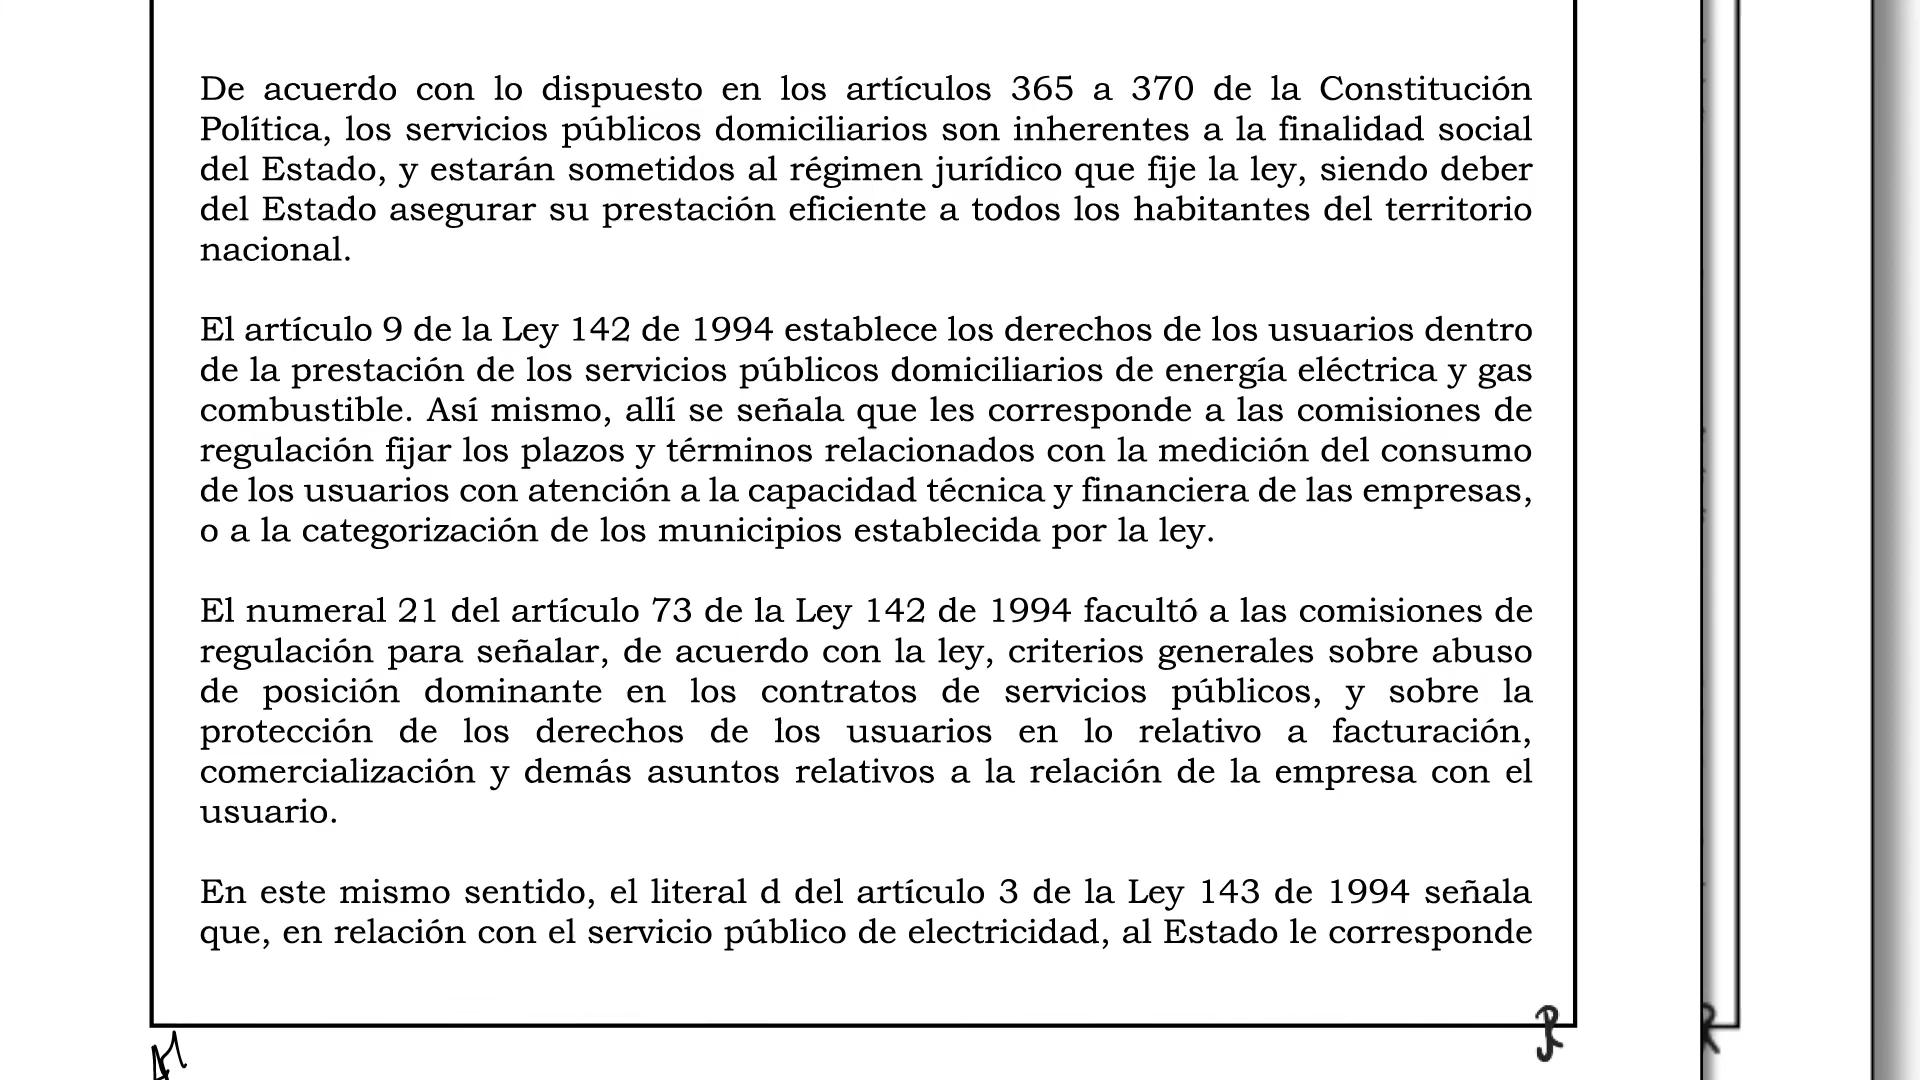 De acuerdo con lo dispuesto en los artículos 365 a 370 de la Constitución
Política, los servicios públicos domiciliarios son inherentes a la finalidad social
del Estado, y estarán sometidos al régimen jurídico que fije la ley, siendo deber
del Estado asegurar su prestación eficiente a todos los habitantes del territorio
nacional.
El artículo 9 de la Ley 142 de 1994 establece los derechos de los usuarios dentro
de la prestación de los servicios públicos domiciliarios de energía eléctrica y gas
combustible. Así mismo, allí se señala que les corresponde a las comisiones de
regulación fijar los plazos y términos relacionados con la medición del consumo
de los usuarios con atención a la capacidad técnica y financiera de las empresas,
o a la categorización de los municipios establecida por la ley.
El numeral 21 del artículo 73 de la Ley 142 de 1994 facultó a las comisiones de
regulación para señalar, de acuerdo con la ley, criterios generales sobre abuso
de posición dominante en los contratos de servicios públicos, y sobre la
protección de los derechos de los usuarios en lo relativo a facturación,
comercialización y demás asuntos relativos a la relación de la empresa con el
usuario.
En este mismo sentido, el literal d del artículo 3 de la Ley 143 de 1994 señala
que, en relación con el servicio público de electricidad, al Estado le corresponde